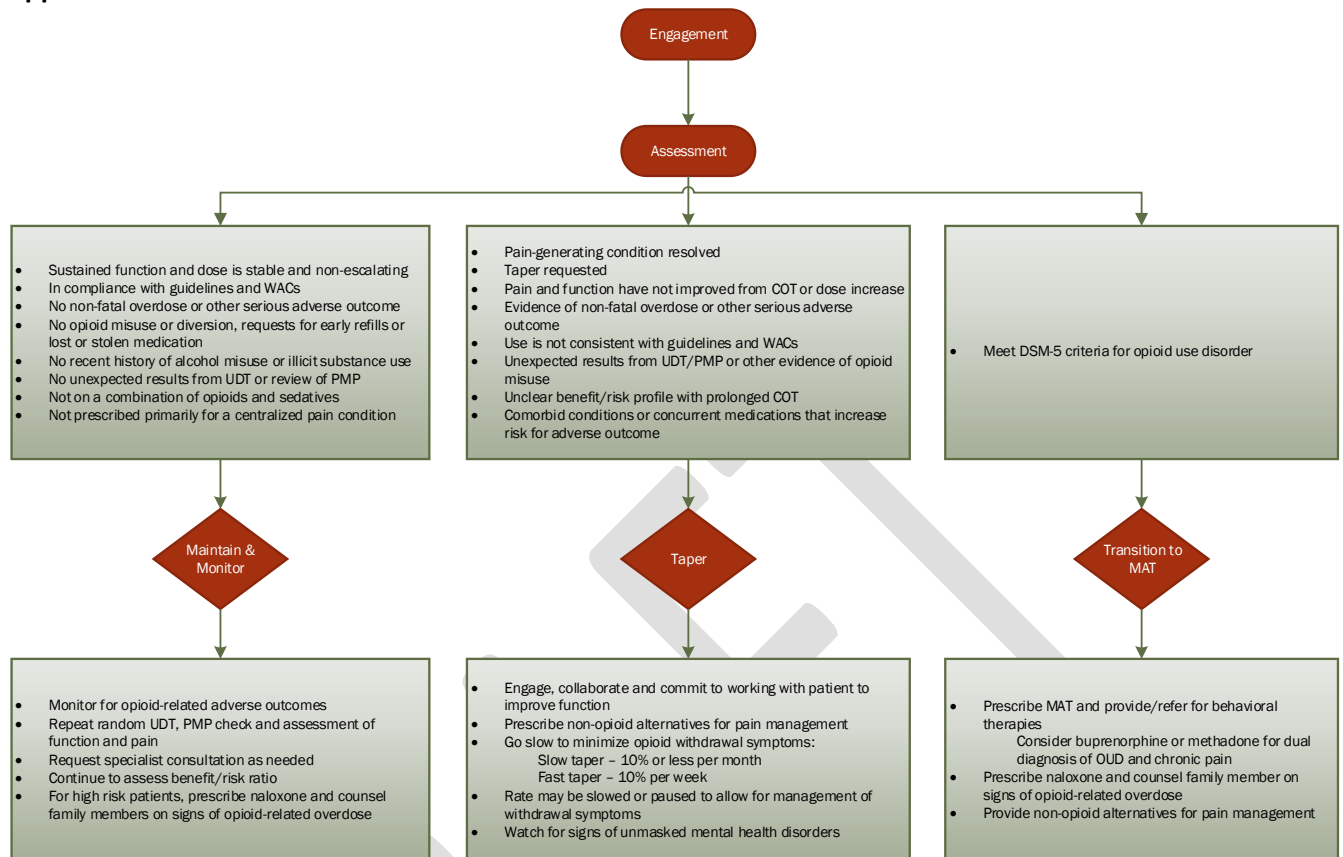 Engagement
Assessment
• Sustained function and dose is stable and non-escalating
• In compliance with guidelines and WACs
• No non-fatal overdose or other serious adverse outcome
• No opioid misuse or diversion, requests for early refills or
lost or stolen medication
• No recent history of alcohol misuse or illicit substance use
• No unexpected results from UDT or review of PMP
• Not on a combination of opioids and sedatives
• Not prescribed primarily for a centralized pain condition
• Pain-generating condition resolved
• Taper requested
• Pain and function have not improved from COT or dose increase
• Evidence of non-fatal overdose or other serious adverse
outcome
• Use is not consistent with guidelines and WACs
• Unexpected results from UDT/PMP or other evidence of opioid
misuse
• Unclear benefit/risk profile with prolonged COT
• Comorbid conditions or concurrent medications that increase
risk for adverse outcome
• Meet DSM-5 criteria for opioid use disorder
Maintain &
Monitor
Taper
Transition to
MAT
• Monitor for opioid-related adverse outcomes
• Repeat random UDT, PMP check and assessment of
function and pain
• Request specialist consultation as needed
• Continue to assess benefit/risk ratio
• For high risk patients, prescribe naloxone and counsel
family members on signs of opioid-related overdose
• Engage, collaborate and commit to working with patient to
improve function
• Prescribe non-opioid alternatives for pain management
• Go slow to minimize opioid withdrawal symptoms:
Slow taper – 10% or less per month
Fast taper – 10% per week
• Rate may be slowed or paused to allow for management of
withdrawal symptoms
• Watch for signs of unmasked mental health disorders
• Prescribe MAT and provide/refer for behavioral
therapies
Consider buprenorphine or methadone for dual
diagnosis of OUD and chronic pain
• Prescribe naloxone and counsel family member on
signs of opioid-related overdose
• Provide non-opioid alternatives for pain management